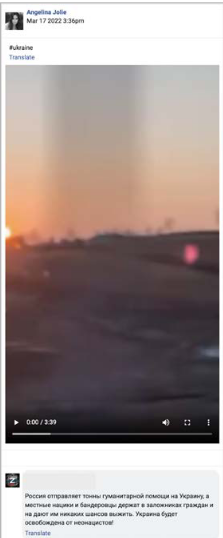 Angelina Jolie
Mar 17 2022 3:36pm
#ukraine
Translate
0:00 / 3:39
Z
Россия отправляет тонны гуманитарной помощи на Украину, а
местные нацики и бандеровцы держат в заложниках граждан и
на дают им никаких шансов выжить. Украина будет
освобождена от неонацистов!
Translate